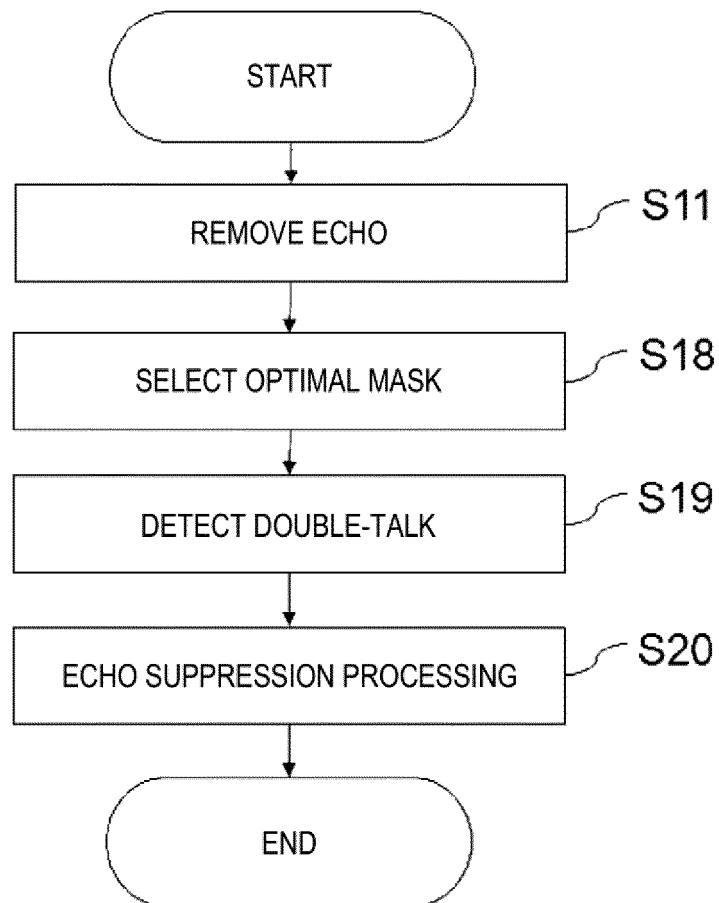 START
REMOVE ECHO
S11
SELECT OPTIMAL MASK
S18
DETECT DOUBLE-TALK
S19
ECHO SUPPRESSION PROCESSING
S20
END